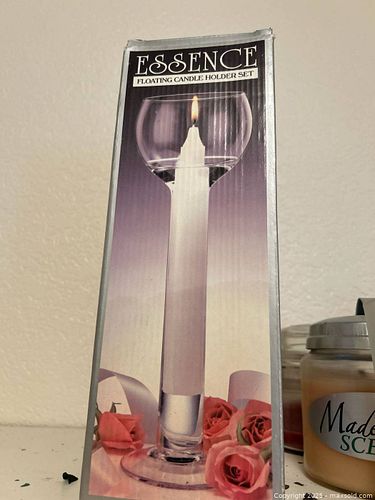 ESSENCE
FLOATING CANDLE HOLDER SET
Made
SCE
Copyright 2025 - maxsold.com